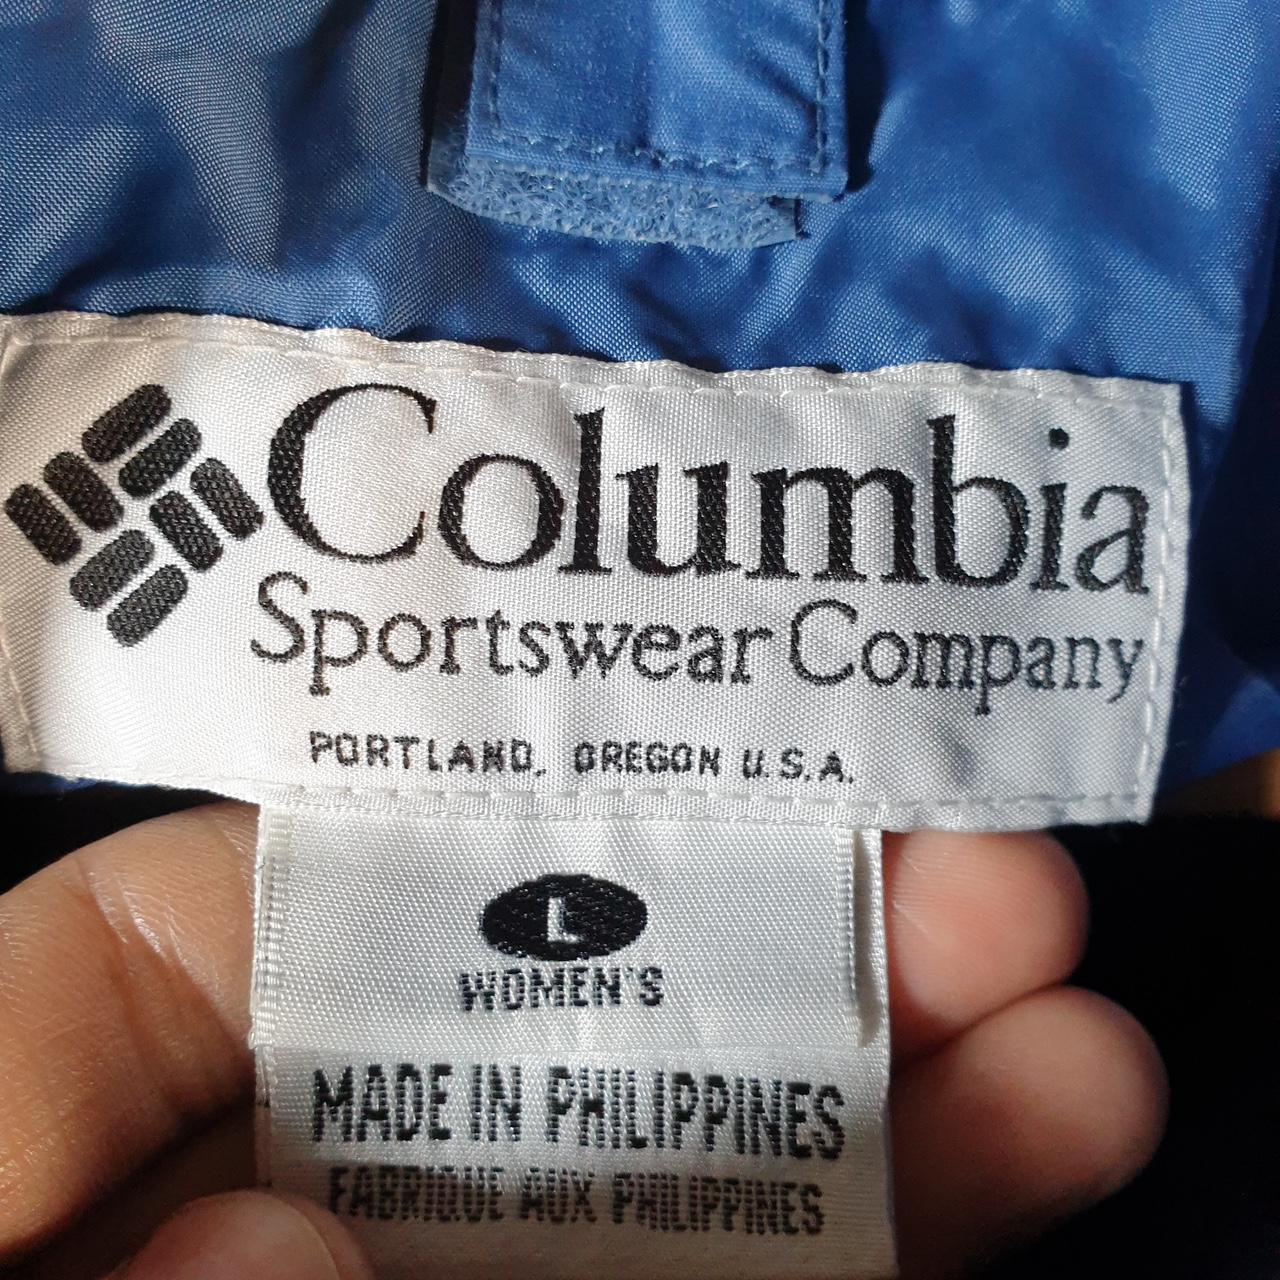 Columbia
Sportswear Company
PORTLAND, OREGON U.S.A.
L
WOMEN'S
MADE IN PHILIPPINES
FABRIQUE AUX PHILIPPINES